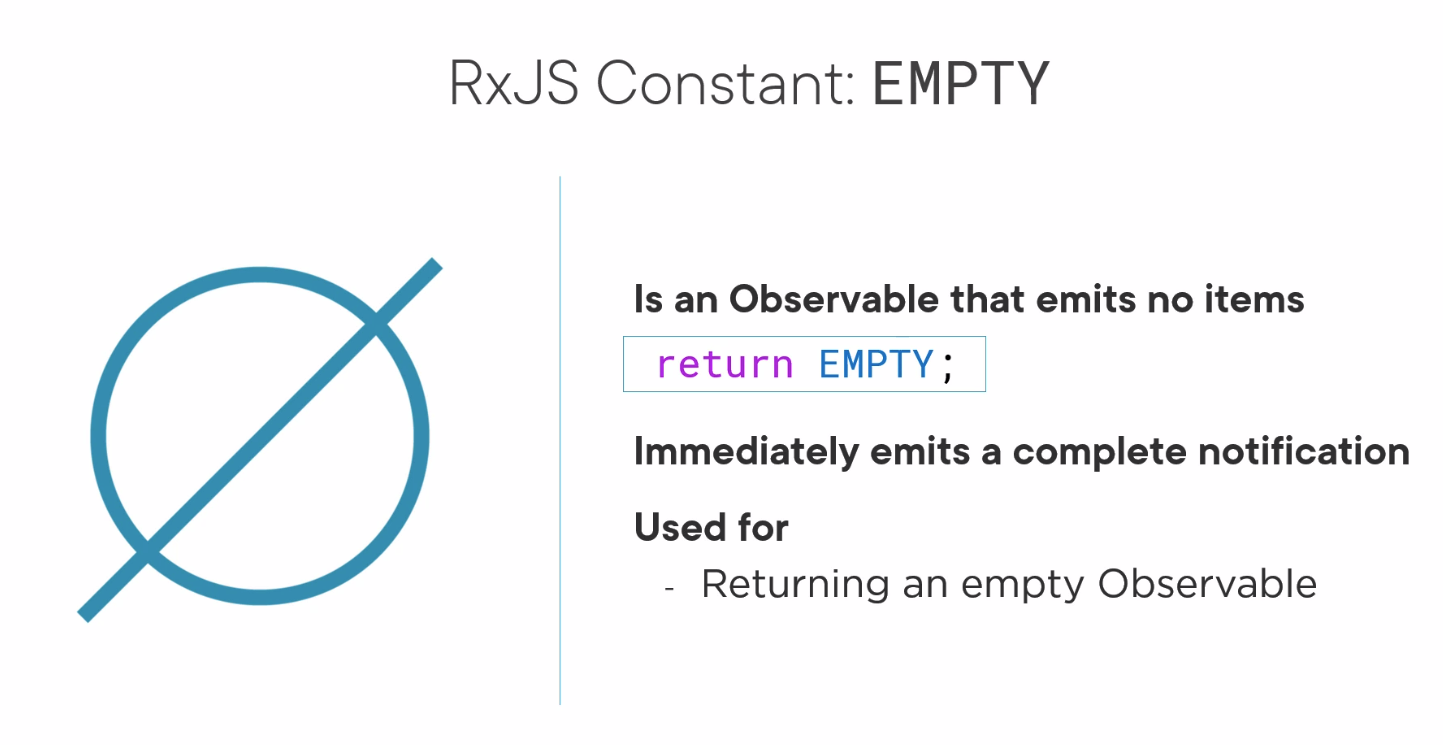 RxJS Constant: EMPTY
Is an Observable that emits no items
return EMPTY;
Immediately emits a complete notification
Used for
- Returning an empty Observable